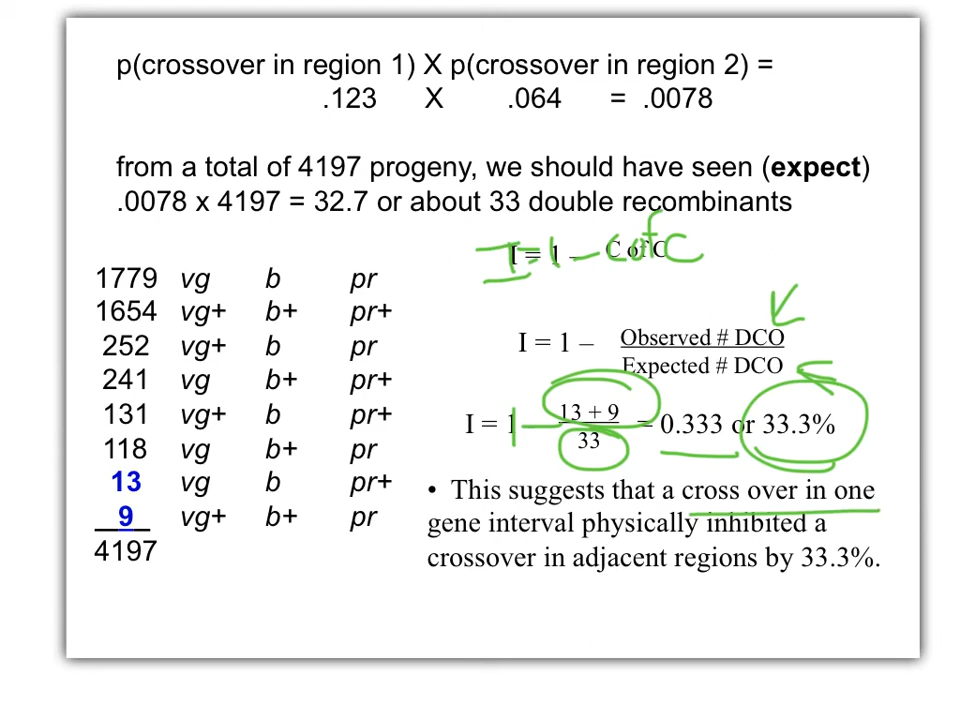 p(crossover in region 1) X p(crossover in region 2) =
.123 X .064 = .0078
from a total of 4197 progeny, we should have seen (expect)
.0078 x 4197 = 32.7 or about 33 double recombinants
I = 1 – C of C
I = 1 – C of C
1779 vg b pr
1654 vg+ b+ pr+
252 vg+ b pr
241 vg b+ pr+
131 vg+ b pr+
118 vg b+ pr
13 vg b pr+
9 vg+ b+ pr
4197
I = 1 – Observed # DCO
Expected # DCO
I = 1 – 13 + 9 = 0.333 or 33.3%
33
• This suggests that a cross over in one
gene interval physically inhibited a
crossover in adjacent regions by 33.3%.